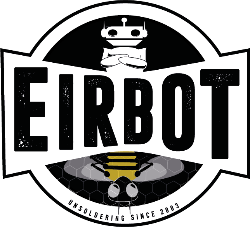 EIRBOT
UNSOLDERING SINCE 2003